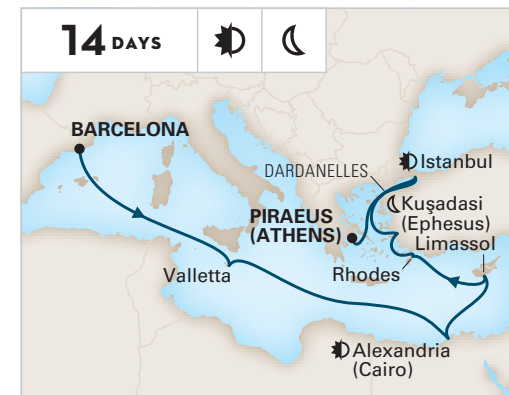 14 DAYS
BARCELONA
DARDANELLES
Istanbul
Kuşadasi
(Ephesus)
PIRAEUS
(ATHENS)
Limassol
Valletta
Rhodes
Alexandria
(Cairo)